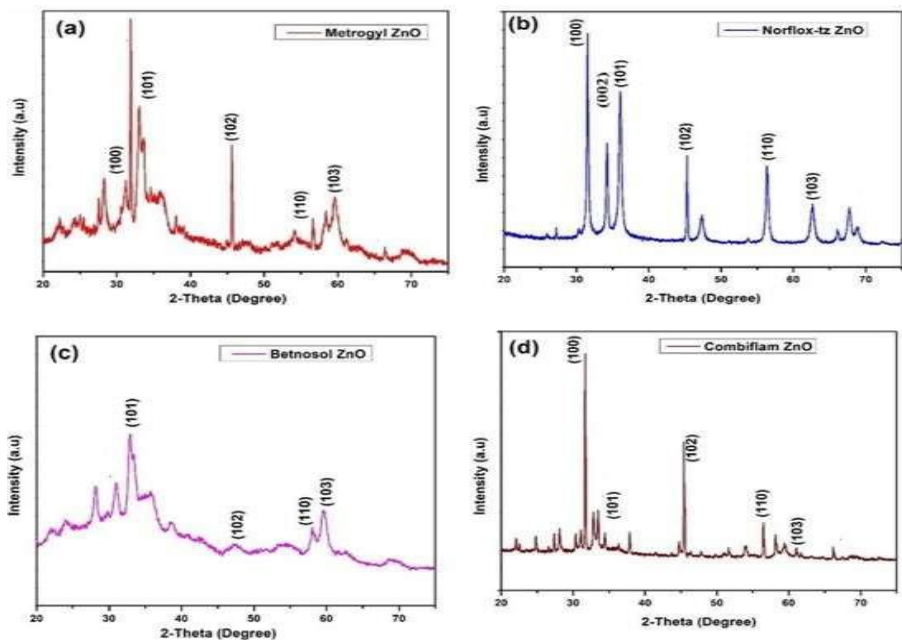 (a)
Metrogyl ZnO
(100)
(101)
(102)
(110)
(103)
Intensity (a.u)
20 30 40 50 60 70
2-Theta (Degree)
(b)
Norflox-tz ZnO
(100)
(002)
(101)
(102)
(110)
(103)
Intensity (a.u)
20 30 40 50 60 70
2-Theta (Degree)
(c)
Betnosol ZnO
(101)
(102)
(110)
(103)
Intensity (a.u)
20 30 40 50 60 70
2-Theta (Degree)
(d)
Combiflam ZnO
(100)
(101)
(102)
(110)
(103)
Intensity (a.u)
20 30 40 50 60 70
2-Theta (Degree)